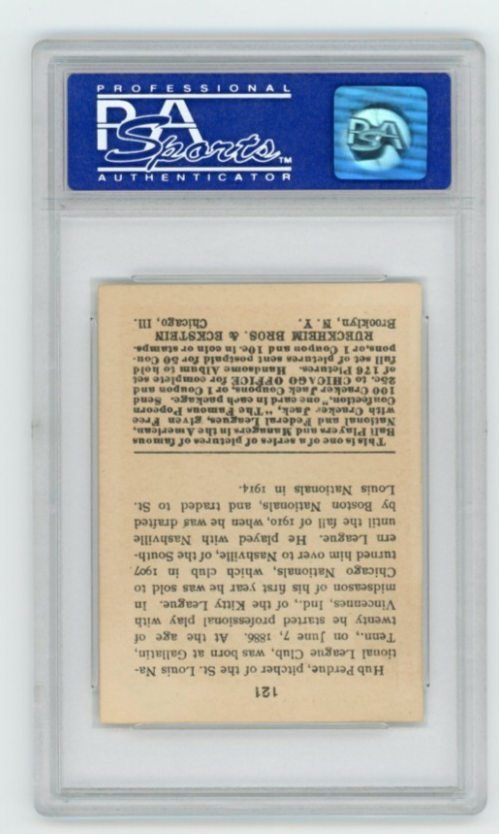 PROFESSIONAL
PSA
Sports™
AUTHENTICATOR
PSA
121
Hub Perdue, pitcher of the St. Louis Na-
tional League Club, was born at Gallatin,
Tenn., on June 7, 1886. At the age of
twenty he started professional play with
Vincennes, Ind., of the Kitty League. In
midseason of his first year he was sold to
Chicago Nationals, which club in 1907
turned him over to Nashville, of the South-
ern League. He played with Nashville
until the fall of 1910, when he was drafted
by Boston Nationals, and traded to St.
Louis Nationals in 1914.
This is one of a series of pictures of famous
Ball Players and Managers in the American,
National and Federal Leagues, given Free
with Cracker Jack, "The Famous Popcorn
Confection," one card in each package. Send
100 Cracker Jack Coupons, or 1 Coupon and
25c. to CHICAGO OFFICE for complete set
of 176 Pictures. Handsome Album to hold
full set of pictures sent postpaid for 50 Cou-
pons, or 1 Coupon and 10c. in coin or stamps.
RUECKHEIM BROS. & ECKSTEIN
Brooklyn, N. Y. Chicago, Ill.